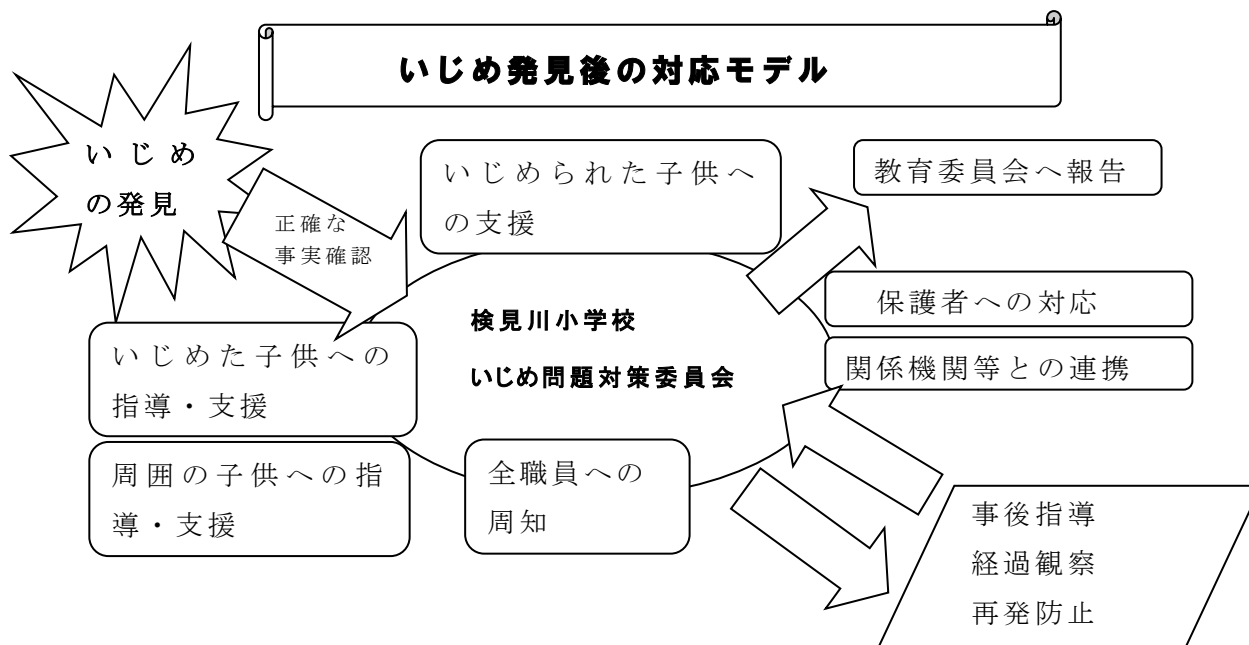 いじめ発見後の対応モデル
いじめ
の発見
正確な
事実確認
いじめられた子供へ
の支援
教育委員会へ報告
保護者への対応
関係機関等との連携
検見川小学校
いじめ問題対策委員会
いじめた子供への
指導・支援
周囲の子供への指
導・支援
全職員への
周知
事後指導
経過観察
再発防止